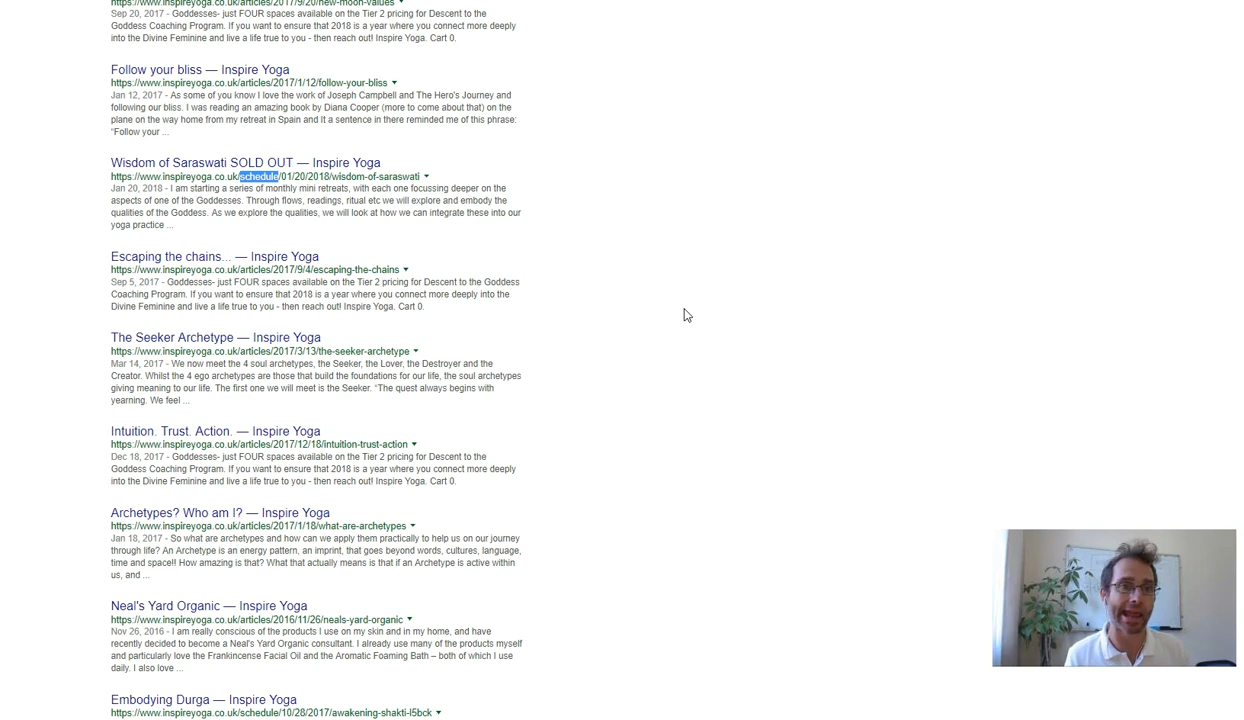 https://www.inspireyoga.co.uk/articles/2017/9/20/new-moon-values
Sep 20, 2017 - Goddesses- just FOUR spaces available on the Tier 2 pricing for Descent to the
Goddess Coaching Program. If you want to ensure that 2018 is a year where you connect more deeply
into the Divine Feminine and live a life true to you - then reach out! Inspire Yoga. Cart 0.
Follow your bliss — Inspire Yoga
https://www.inspireyoga.co.uk/articles/2017/1/12/follow-your-bliss
Jan 12, 2017 - As some of you know I love the work of Joseph Campbell and The Hero's Journey and
following our bliss. I was reading an amazing book by Diana Cooper (more to come about that) on the
plane on the way home from my retreat in Spain and It a sentence in there reminded me of this phrase:
“Follow your ...
Wisdom of Saraswati SOLD OUT — Inspire Yoga
https://www.inspireyoga.co.uk/schedule/01/20/2018/wisdom-of-saraswati
Jan 20, 2018 - I am starting a series of monthly mini retreats, with each one focussing deeper on the
aspects of one of the Goddesses. Through flows, readings, ritual etc we will explore and embody the
qualities of the Goddess. As we explore the qualities, we will look at how we can integrate these into our
yoga practice ...
Escaping the chains... — Inspire Yoga
https://www.inspireyoga.co.uk/articles/2017/9/4/escaping-the-chains
Sep 5, 2017 - Goddesses- just FOUR spaces available on the Tier 2 pricing for Descent to the Goddess
Coaching Program. If you want to ensure that 2018 is a year where you connect more deeply into the
Divine Feminine and live a life true to you - then reach out! Inspire Yoga. Cart 0.
The Seeker Archetype — Inspire Yoga
https://www.inspireyoga.co.uk/articles/2017/3/13/the-seeker-archetype
Mar 14, 2017 - We now meet the 4 soul archetypes, the Seeker, the Lover, the Destroyer and the
Creator. Whilst the 4 ego archetypes are those that build the foundations for our life, the soul archetypes
giving meaning to our life. The first one we will meet is the Seeker. “The quest always begins with
yearning. We feel ...
Intuition. Trust. Action. — Inspire Yoga
https://www.inspireyoga.co.uk/articles/2017/12/18/intuition-trust-action
Dec 18, 2017 - Goddesses- just FOUR spaces available on the Tier 2 pricing for Descent to the
Goddess Coaching Program. If you want to ensure that 2018 is a year where you connect more deeply
into the Divine Feminine and live a life true to you - then reach out! Inspire Yoga. Cart 0.
Archetypes? Who am I? — Inspire Yoga
https://www.inspireyoga.co.uk/articles/2017/1/18/what-are-archetypes
Jan 18, 2017 - So what are archetypes and how can we apply them practically to help us on our journey
through life? An Archetype is an energy pattern, an imprint, that goes beyond words, cultures, language,
time and space!! How amazing is that? What that actually means is that if an Archetype is active within
us, and ...
Neal's Yard Organic — Inspire Yoga
https://www.inspireyoga.co.uk/articles/2016/11/26/neals-yard-organic
Nov 26, 2016 - I am really conscious of the products I use on my skin and in my home, and have
recently decided to become a Neal's Yard Organic consultant. I already use many of the products myself
and particularly love the Frankincense Facial Oil and the Aromatic Foaming Bath – both of which I use
daily. I also love ...
Embodying Durga — Inspire Yoga
https://www.inspireyoga.co.uk/schedule/10/28/2017/awakening-shakti-l5bck